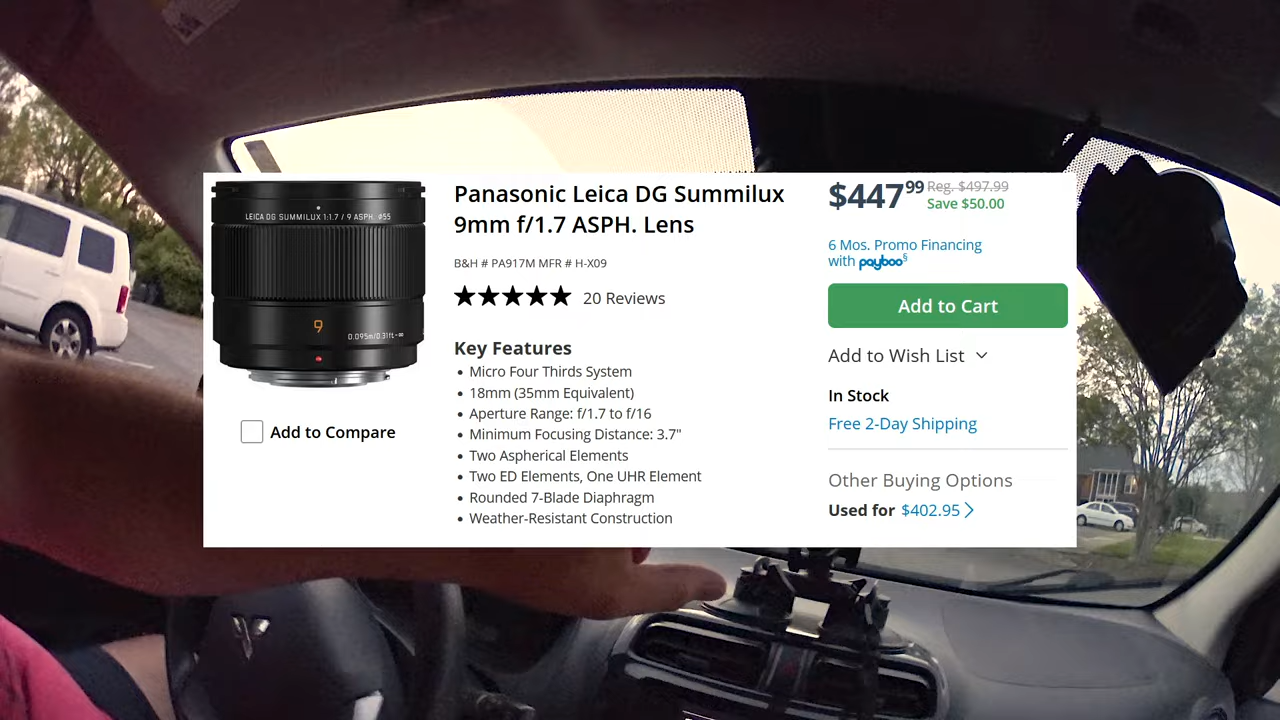 LEICA DG SUMMILUX 1:1.7 / 9 ASPH. ø55
9
0.095m/0.31ft-∞
Add to Compare
Panasonic Leica DG Summilux
9mm f/1.7 ASPH. Lens
B&H # PA917M MFR # H-X09
20 Reviews
Key Features
• Micro Four Thirds System
• 18mm (35mm Equivalent)
• Aperture Range: f/1.7 to f/16
• Minimum Focusing Distance: 3.7"
• Two Aspherical Elements
• Two ED Elements, One UHR Element
• Rounded 7-Blade Diaphragm
• Weather-Resistant Construction
$447.99 Reg. $497.99
Save $50.00
6 Mos. Promo Financing
with payboo§
Add to Cart
Add to Wish List
In Stock
Free 2-Day Shipping
Other Buying Options
Used for $402.95